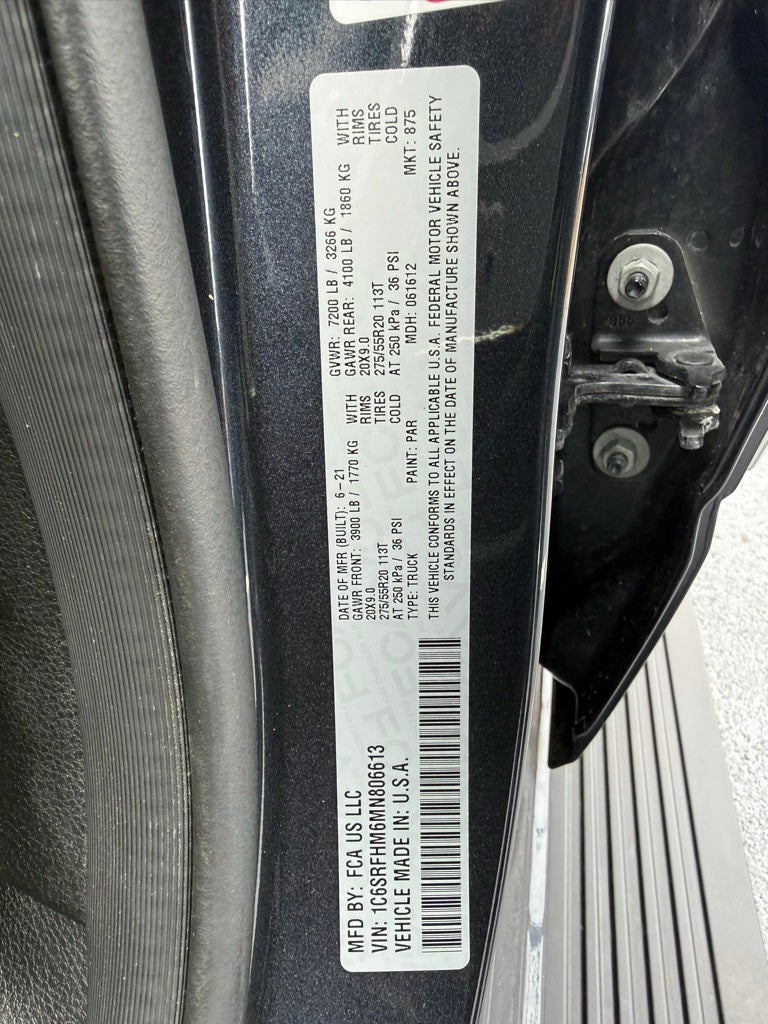 MFD BY: FCA US LLC
VIN: 1C6SRFHM6MN806613
VEHICLE MADE IN: U.S.A.
DATE OF MFR (BUILT): 6-21 GVWR: 7200 LB / 3266 KG
GAWR FRONT: 3900 LB / 1770 KG WITH GAWR REAR: 4100 LB / 1860 KG WITH
20X9.0 RIMS 20X9.0 RIMS
275/55R20 113T TIRES 275/55R20 113T TIRES
AT 250 kPa / 36 PSI COLD AT 250 kPa / 36 PSI COLD
TYPE: TRUCK PAINT: PAR MDH: 061612 MKT: 875
THIS VEHICLE CONFORMS TO ALL APPLICABLE U.S.A. FEDERAL MOTOR VEHICLE SAFETY
STANDARDS IN EFFECT ON THE DATE OF MANUFACTURE SHOWN ABOVE.